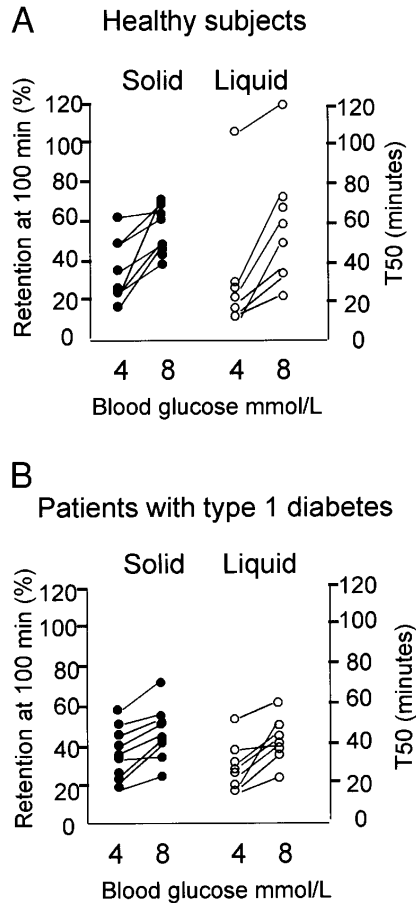 A
Healthy subjects
Solid Liquid
Retention at 100 min (%)
120 120
100 100
80 80
60 60
40 40
20 20
0 0
T50 (minutes)
4 8 4 8
Blood glucose mmol/L
B
Patients with type 1 diabetes
Solid Liquid
Retention at 100 min (%)
120 120
100 100
80 80
60 60
40 40
20 20
0 0
T50 (minutes)
4 8 4 8
Blood glucose mmol/L